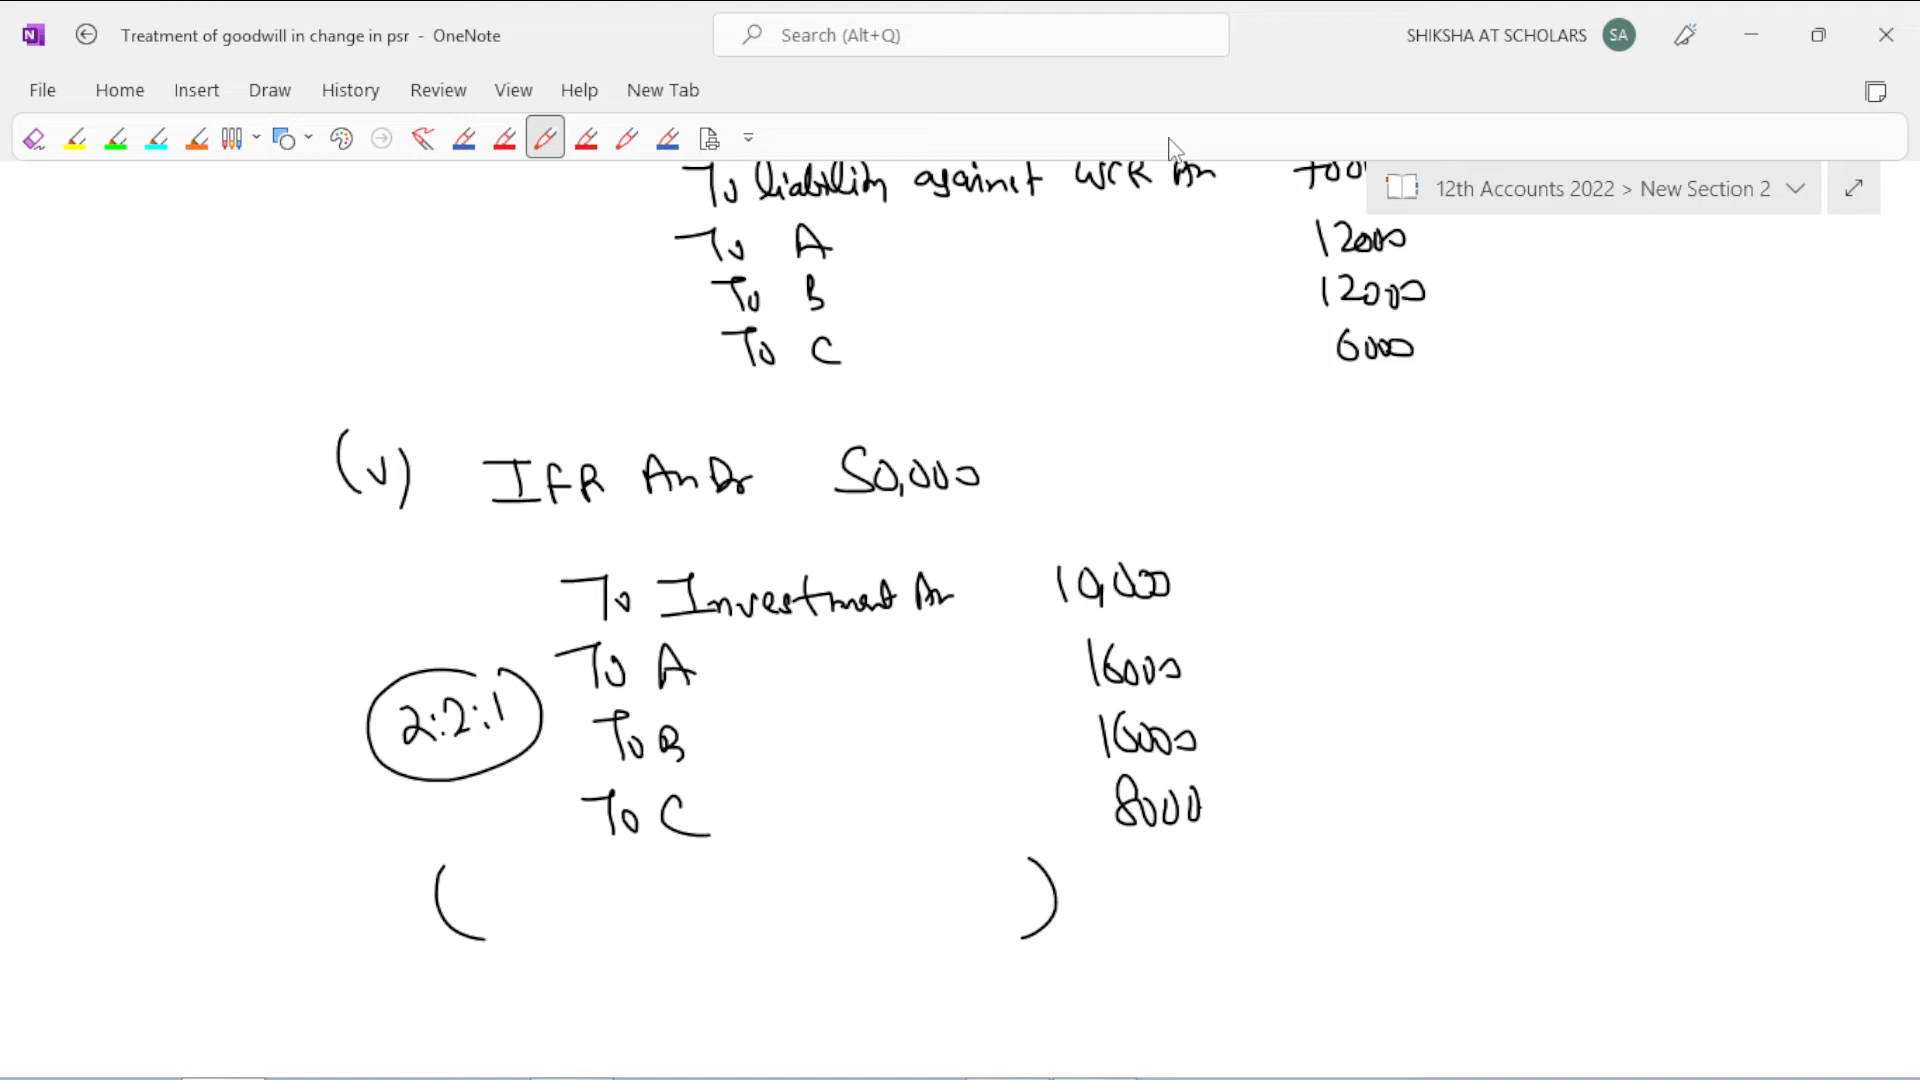 Treatment of goodwill in change in psr - OneNote
Search (Alt+Q)
SHIKSHA AT SCHOLARS SA
File Home Insert Draw History Review View Help New Tab
12th Accounts 2022 > New Section 2
To liability against WCR A/c
To A 12000
To B 12000
To C 6000
(v) IFR A/c Dr 50,000
To Investment A/c 10,000
To A 16000
2:2:1
To B 16000
To C 8000
( )